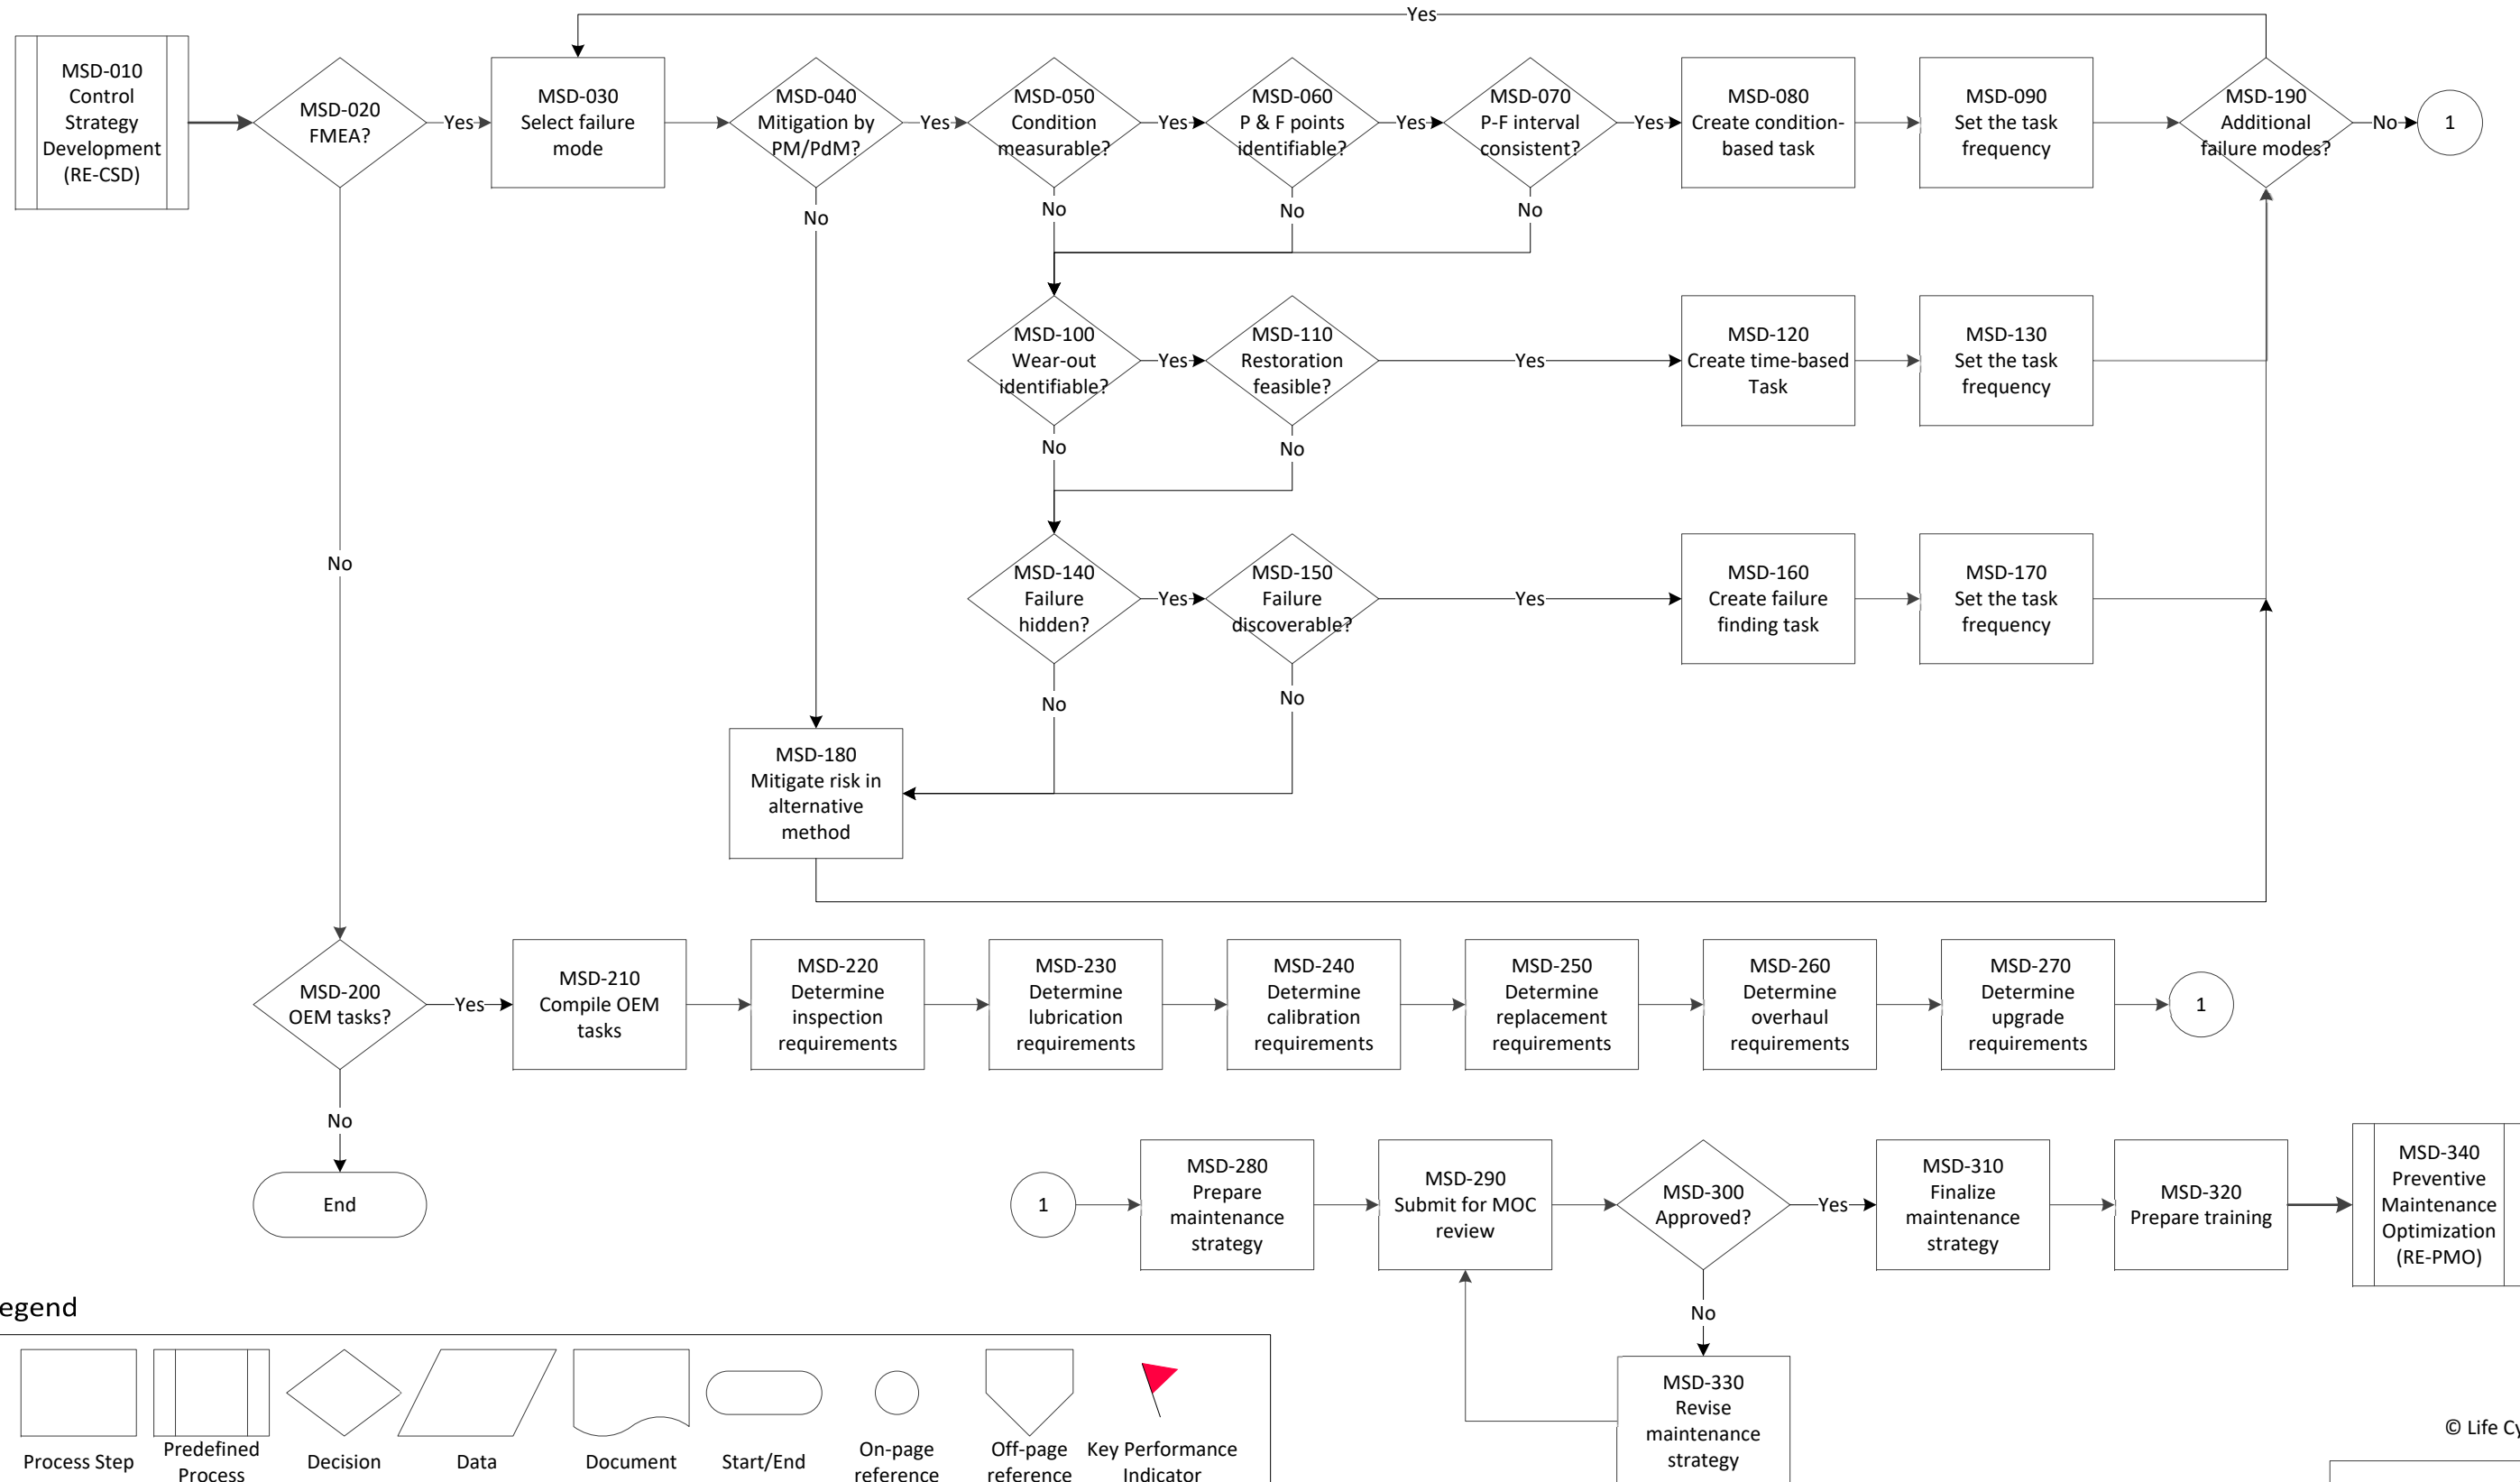 Yes
MSD-010
Control
Strategy
Development
(RE-CSD)
MSD-020
FMEA?
Yes
MSD-030
Select failure
mode
MSD-040
Mitigation by
PM/PdM?
Yes
MSD-050
Condition
measurable?
Yes
MSD-060
P & F points
identifiable?
Yes
MSD-070
P-F interval
consistent?
Yes
MSD-080
Create condition-
based task
MSD-090
Set the task
frequency
MSD-190
Additional
failure modes?
No
1
No
No
No
No
MSD-100
Wear-out
identifiable?
Yes
MSD-110
Restoration
feasible?
Yes
MSD-120
Create time-based
Task
MSD-130
Set the task
frequency
No
No
No
MSD-140
Failure
hidden?
Yes
MSD-150
Failure
discoverable?
Yes
MSD-160
Create failure
finding task
MSD-170
Set the task
frequency
No
No
MSD-180
Mitigate risk in
alternative
method
MSD-200
OEM tasks?
Yes
MSD-210
Compile OEM
tasks
MSD-220
Determine
inspection
requirements
MSD-230
Determine
lubrication
requirements
MSD-240
Determine
calibration
requirements
MSD-250
Determine
replacement
requirements
MSD-260
Determine
overhaul
requirements
MSD-270
Determine
upgrade
requirements
1
No
End
1
MSD-280
Prepare
maintenance
strategy
MSD-290
Submit for MOC
review
MSD-300
Approved?
Yes
MSD-310
Finalize
maintenance
strategy
MSD-320
Prepare training
MSD-340
Preventive
Maintenance
Optimization
(RE-PMO)
No
MSD-330
Revise
maintenance
strategy
egend
Process Step
Predefined
Process
Decision
Data
Document
Start/End
On-page
reference
Off-page
reference
Key Performance
Indicator
© Life Cy